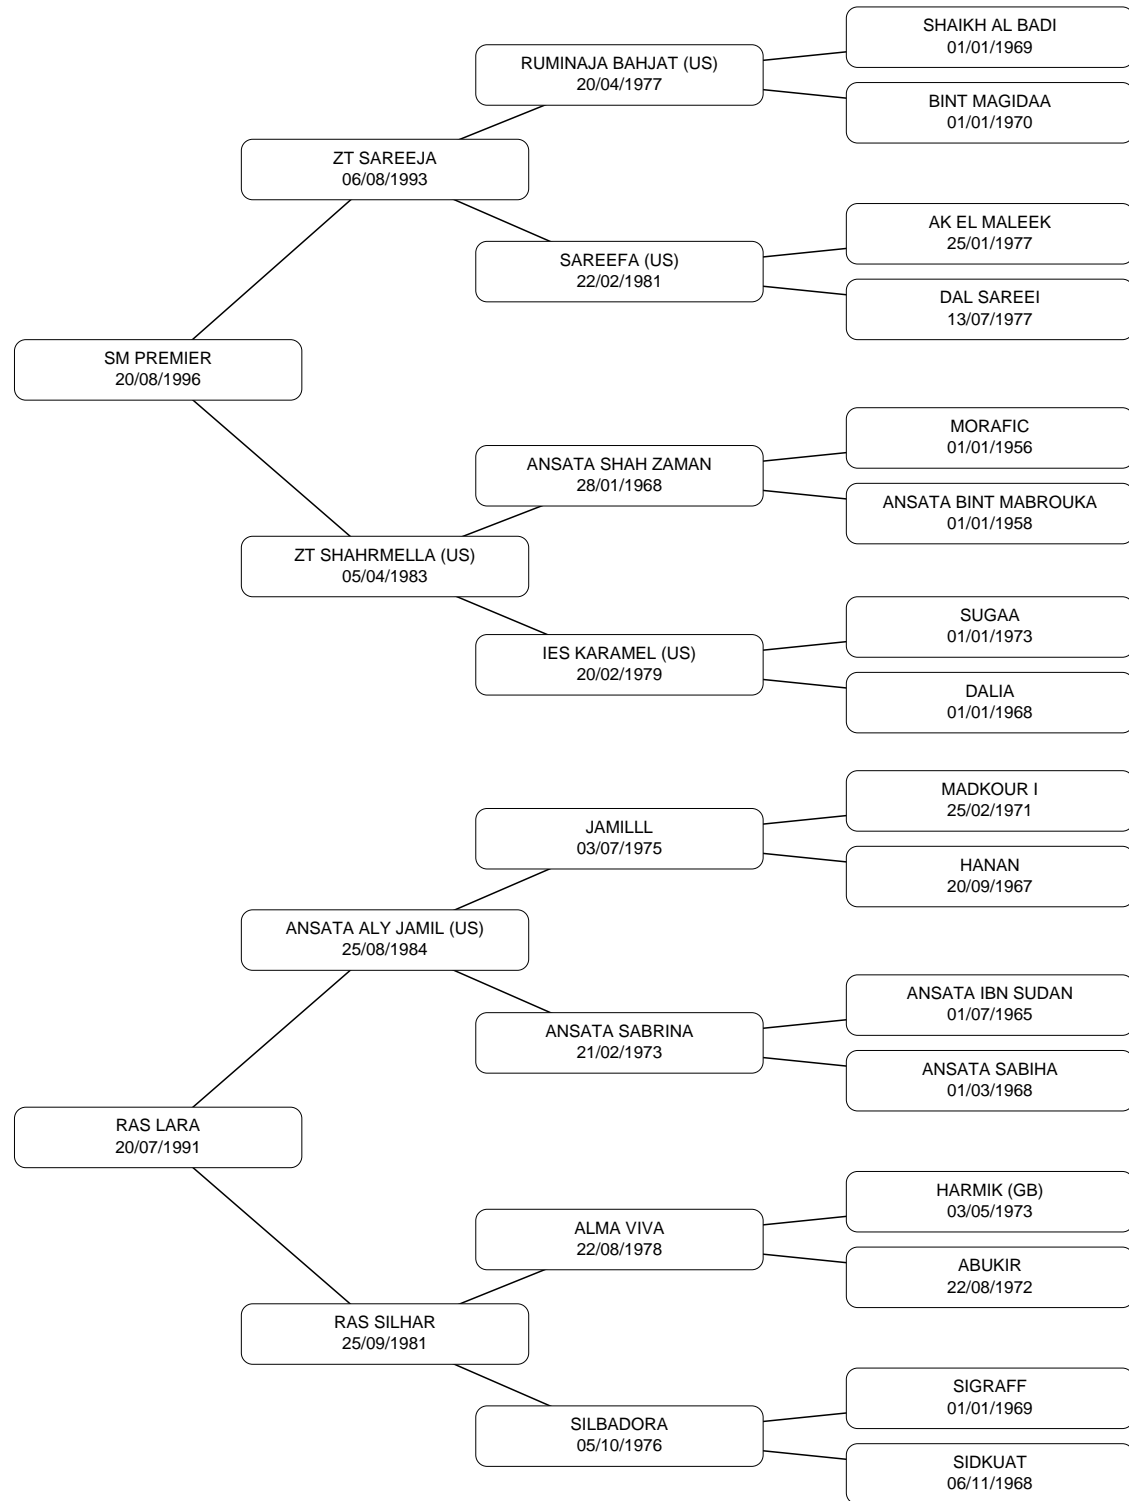 SHAIKH AL BADI
01/01/1969
RUMINAJA BAHJAT (US)
20/04/1977
BINT MAGIDAA
01/01/1970
ZT SAREEJA
06/08/1993
AK EL MALEEK
25/01/1977
SAREEFA (US)
22/02/1981
DAL SAREEI
13/07/1977
SM PREMIER
20/08/1996
MORAFIC
01/01/1956
ANSATA SHAH ZAMAN
28/01/1968
ANSATA BINT MABROUKA
01/01/1958
ZT SHAHRMELLA (US)
05/04/1983
SUGAA
01/01/1973
IES KARAMEL (US)
20/02/1979
DALIA
01/01/1968
MADKOUR I
25/02/1971
JAMILLL
03/07/1975
HANAN
20/09/1967
ANSATA ALY JAMIL (US)
25/08/1984
ANSATA IBN SUDAN
01/07/1965
ANSATA SABRINA
21/02/1973
ANSATA SABIHA
01/03/1968
RAS LARA
20/07/1991
HARMIK (GB)
03/05/1973
ALMA VIVA
22/08/1978
ABUKIR
22/08/1972
RAS SILHAR
25/09/1981
SIGRAFF
01/01/1969
SILBADORA
05/10/1976
SIDKUAT
06/11/1968